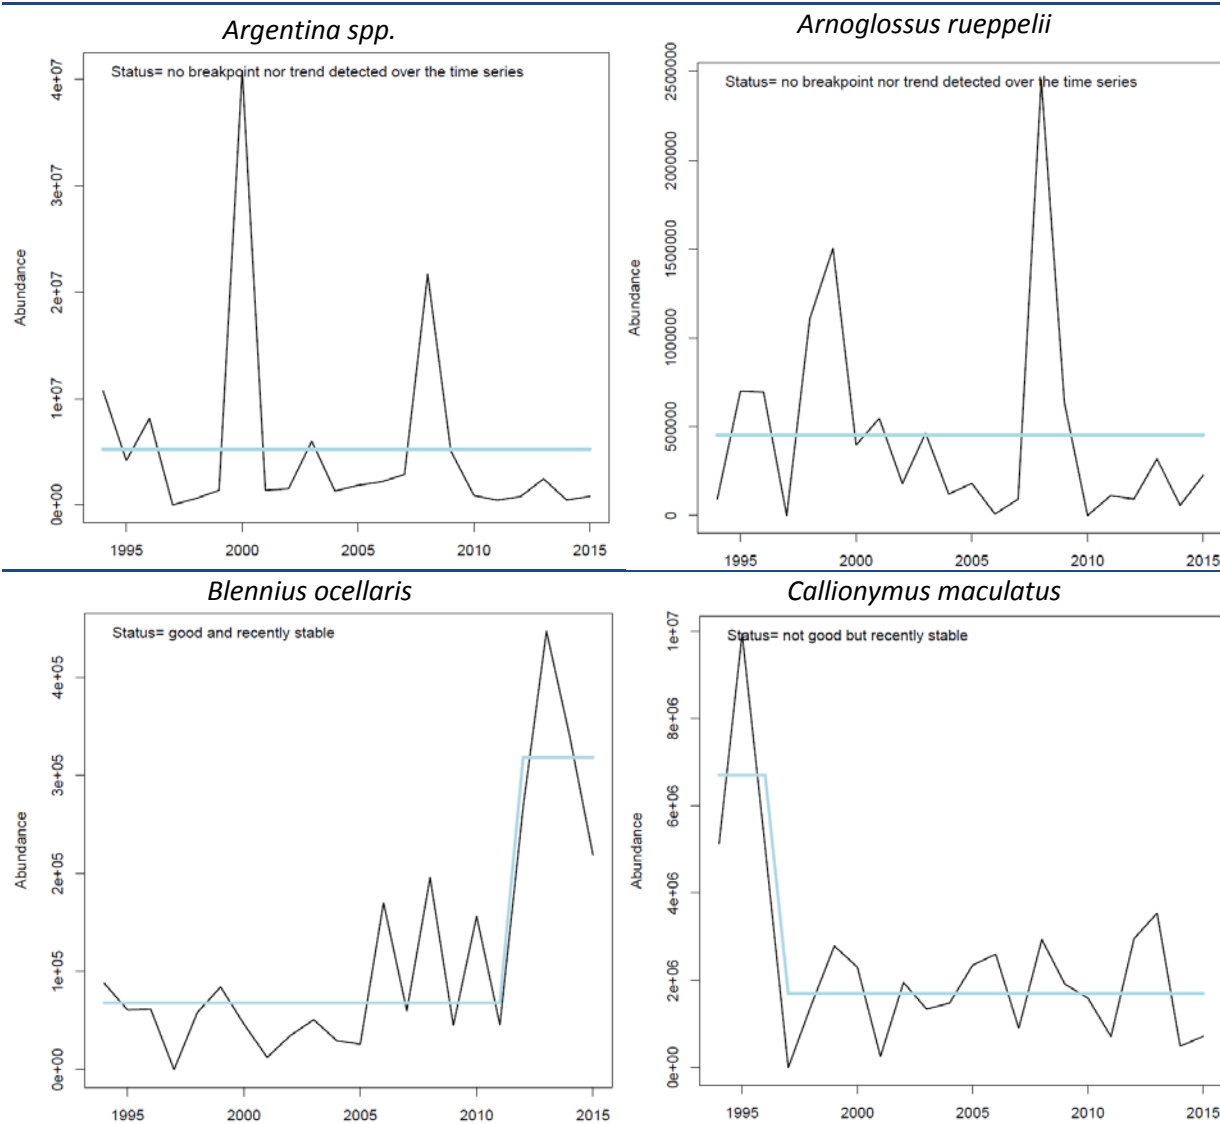 Argentina spp.
Status= no breakpoint nor trend detected over the time series
Abundance
4e+07
3e+07
2e+07
1e+07
0e+00
1995 2000 2005 2010 2015
Arnoglossus rueppelii
Status= no breakpoint nor trend detected over the time series
Abundance
2500000
2000000
1500000
1000000
500000
0
1995 2000 2005 2010 2015
Blennius ocellaris
Status= good and recently stable
Abundance
4e+05
3e+05
2e+05
1e+05
0e+00
1995 2000 2005 2010 2015
Callionymus maculatus
Status= not good but recently stable
Abundance
1e+07
8e+06
6e+06
4e+06
2e+06
0e+00
1995 2000 2005 2010 2015